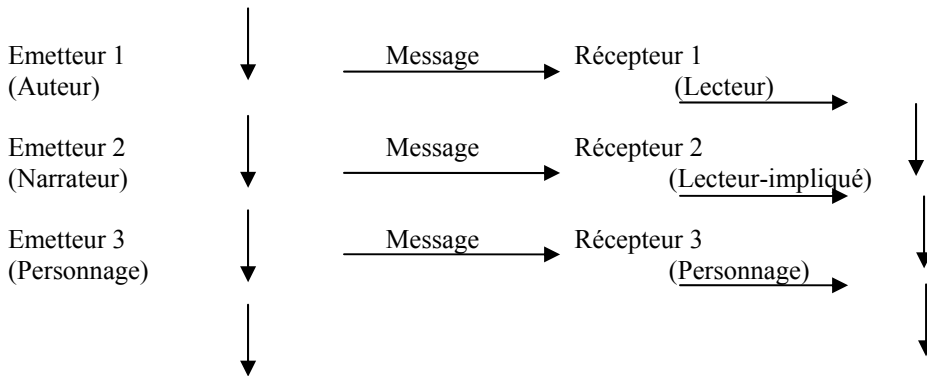 Emetteur 1 Message Récepteur 1
(Auteur) (Lecteur)
Emetteur 2 Message Récepteur 2
(Narrateur) (Lecteur-impliqué)
Emetteur 3 Message Récepteur 3
(Personnage) (Personnage)